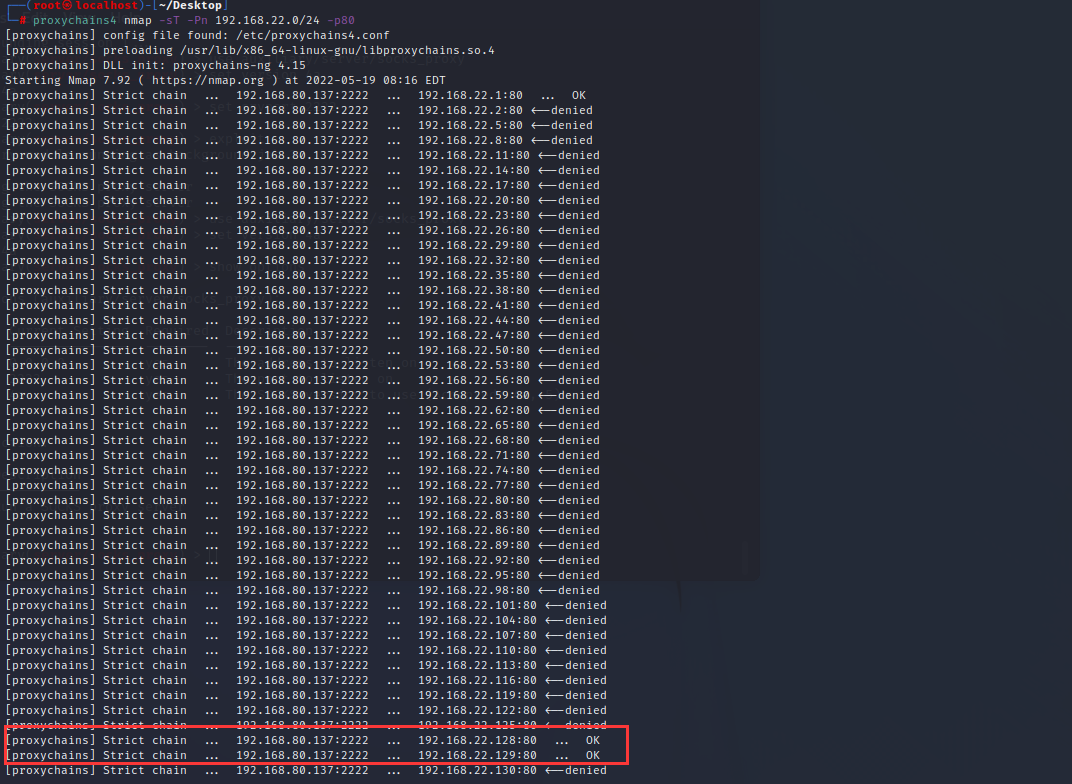 ┌──(root㉿localhost)-[~/Desktop]
└─# proxychains4 nmap -sT -Pn 192.168.22.0/24 -p80
[proxychains] config file found: /etc/proxychains4.conf
[proxychains] preloading /usr/lib/x86_64-linux-gnu/libproxychains.so.4
[proxychains] DLL init: proxychains-ng 4.15
Starting Nmap 7.92 ( https://nmap.org ) at 2022-05-19 08:16 EDT
[proxychains] Strict chain  ...  192.168.80.137:2222  ...  192.168.22.1:80  ...  OK
[proxychains] Strict chain  ...  192.168.80.137:2222  ...  192.168.22.2:80 <--denied
[proxychains] Strict chain  ...  192.168.80.137:2222  ...  192.168.22.5:80 <--denied
[proxychains] Strict chain  ...  192.168.80.137:2222  ...  192.168.22.8:80 <--denied
[proxychains] Strict chain  ...  192.168.80.137:2222  ...  192.168.22.11:80 <--denied
[proxychains] Strict chain  ...  192.168.80.137:2222  ...  192.168.22.14:80 <--denied
[proxychains] Strict chain  ...  192.168.80.137:2222  ...  192.168.22.17:80 <--denied
[proxychains] Strict chain  ...  192.168.80.137:2222  ...  192.168.22.20:80 <--denied
[proxychains] Strict chain  ...  192.168.80.137:2222  ...  192.168.22.23:80 <--denied
[proxychains] Strict chain  ...  192.168.80.137:2222  ...  192.168.22.26:80 <--denied
[proxychains] Strict chain  ...  192.168.80.137:2222  ...  192.168.22.29:80 <--denied
[proxychains] Strict chain  ...  192.168.80.137:2222  ...  192.168.22.32:80 <--denied
[proxychains] Strict chain  ...  192.168.80.137:2222  ...  192.168.22.35:80 <--denied
[proxychains] Strict chain  ...  192.168.80.137:2222  ...  192.168.22.38:80 <--denied
[proxychains] Strict chain  ...  192.168.80.137:2222  ...  192.168.22.41:80 <--denied
[proxychains] Strict chain  ...  192.168.80.137:2222  ...  192.168.22.44:80 <--denied
[proxychains] Strict chain  ...  192.168.80.137:2222  ...  192.168.22.47:80 <--denied
[proxychains] Strict chain  ...  192.168.80.137:2222  ...  192.168.22.50:80 <--denied
[proxychains] Strict chain  ...  192.168.80.137:2222  ...  192.168.22.53:80 <--denied
[proxychains] Strict chain  ...  192.168.80.137:2222  ...  192.168.22.56:80 <--denied
[proxychains] Strict chain  ...  192.168.80.137:2222  ...  192.168.22.59:80 <--denied
[proxychains] Strict chain  ...  192.168.80.137:2222  ...  192.168.22.62:80 <--denied
[proxychains] Strict chain  ...  192.168.80.137:2222  ...  192.168.22.65:80 <--denied
[proxychains] Strict chain  ...  192.168.80.137:2222  ...  192.168.22.68:80 <--denied
[proxychains] Strict chain  ...  192.168.80.137:2222  ...  192.168.22.71:80 <--denied
[proxychains] Strict chain  ...  192.168.80.137:2222  ...  192.168.22.74:80 <--denied
[proxychains] Strict chain  ...  192.168.80.137:2222  ...  192.168.22.77:80 <--denied
[proxychains] Strict chain  ...  192.168.80.137:2222  ...  192.168.22.80:80 <--denied
[proxychains] Strict chain  ...  192.168.80.137:2222  ...  192.168.22.83:80 <--denied
[proxychains] Strict chain  ...  192.168.80.137:2222  ...  192.168.22.86:80 <--denied
[proxychains] Strict chain  ...  192.168.80.137:2222  ...  192.168.22.89:80 <--denied
[proxychains] Strict chain  ...  192.168.80.137:2222  ...  192.168.22.92:80 <--denied
[proxychains] Strict chain  ...  192.168.80.137:2222  ...  192.168.22.95:80 <--denied
[proxychains] Strict chain  ...  192.168.80.137:2222  ...  192.168.22.98:80 <--denied
[proxychains] Strict chain  ...  192.168.80.137:2222  ...  192.168.22.101:80 <--denied
[proxychains] Strict chain  ...  192.168.80.137:2222  ...  192.168.22.104:80 <--denied
[proxychains] Strict chain  ...  192.168.80.137:2222  ...  192.168.22.107:80 <--denied
[proxychains] Strict chain  ...  192.168.80.137:2222  ...  192.168.22.110:80 <--denied
[proxychains] Strict chain  ...  192.168.80.137:2222  ...  192.168.22.113:80 <--denied
[proxychains] Strict chain  ...  192.168.80.137:2222  ...  192.168.22.116:80 <--denied
[proxychains] Strict chain  ...  192.168.80.137:2222  ...  192.168.22.119:80 <--denied
[proxychains] Strict chain  ...  192.168.80.137:2222  ...  192.168.22.122:80 <--denied
[proxychains] Strict chain  ...  192.168.80.137:2222  ...  192.168.22.125:80 <--denied
[proxychains] Strict chain  ...  192.168.80.137:2222  ...  192.168.22.128:80  ...  OK
[proxychains] Strict chain  ...  192.168.80.137:2222  ...  192.168.22.129:80  ...  OK
[proxychains] Strict chain  ...  192.168.80.137:2222  ...  192.168.22.130:80 <--denied